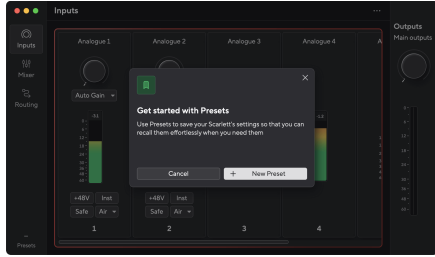 Inputs
Outputs
Main outputs
Inputs
Mixer
Routing
Presets
Analogue 1
Analogue 2
Analogue 3
Analogue 4
A
Auto Gain
Get started with Presets
Use Presets to save your Scarlett's settings so that you can
recall them effortlessly when you need them
Cancel
+ New Preset
+48V Inst
+48V Inst
Safe Air
Safe Air
1
2
3
4